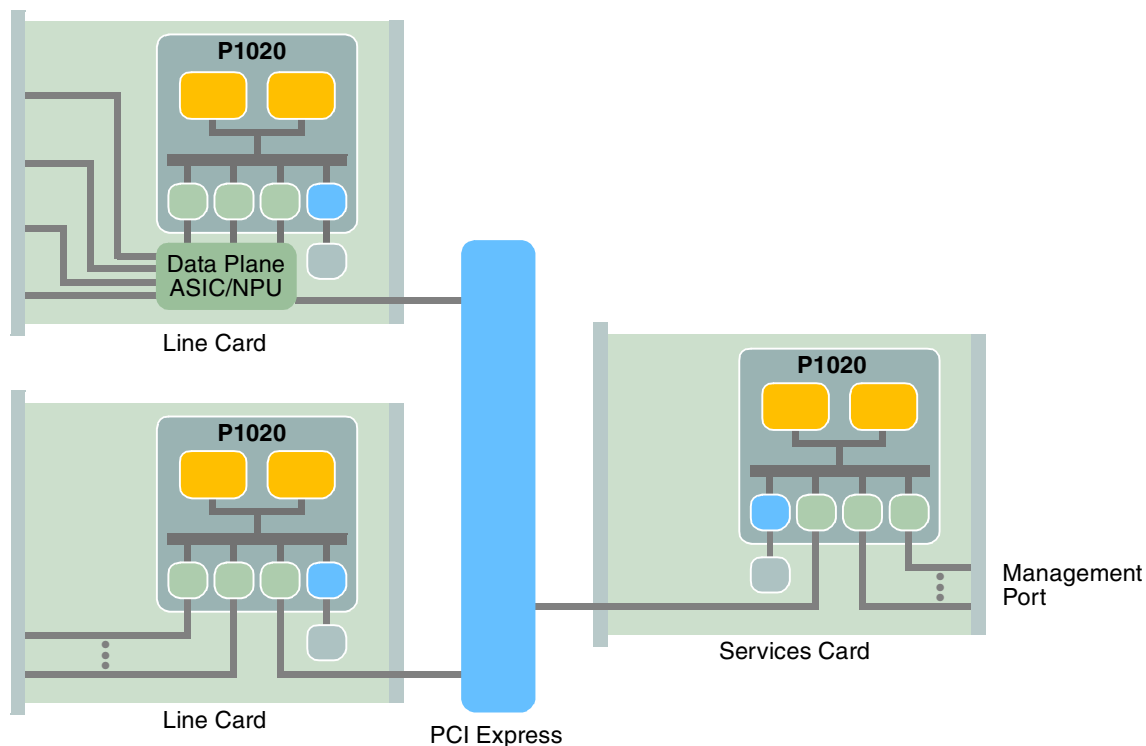 P1020
Data Plane
ASIC/NPU
Line Card
P1020
Line Card
PCI Express
P1020
Management
Port
Services Card